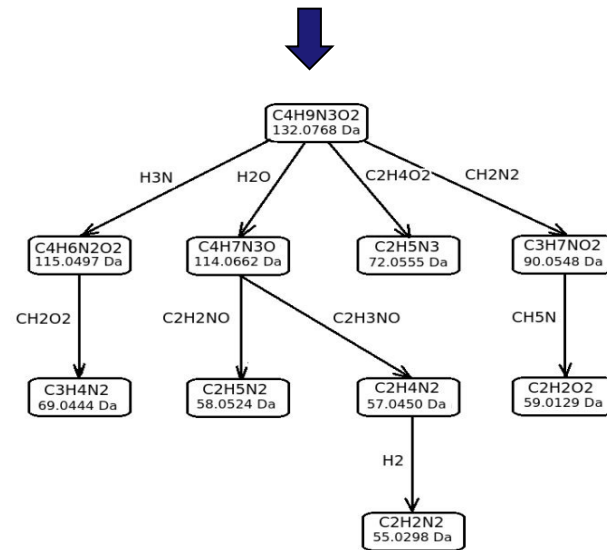 C4H9N3O2
132.0768 Da
H3N
H2O
C2H4O2
CH2N2
C4H6N2O2
115.0497 Da
C4H7N3O
114.0662 Da
C2H5N3
72.0555 Da
C3H7NO2
90.0548 Da
CH2O2
C2H2NO
C2H3NO
CH5N
C3H4N2
69.0444 Da
C2H5N2
58.0524 Da
C2H4N2
57.0450 Da
C2H2O2
59.0129 Da
H2
C2H2N2
55.0298 Da